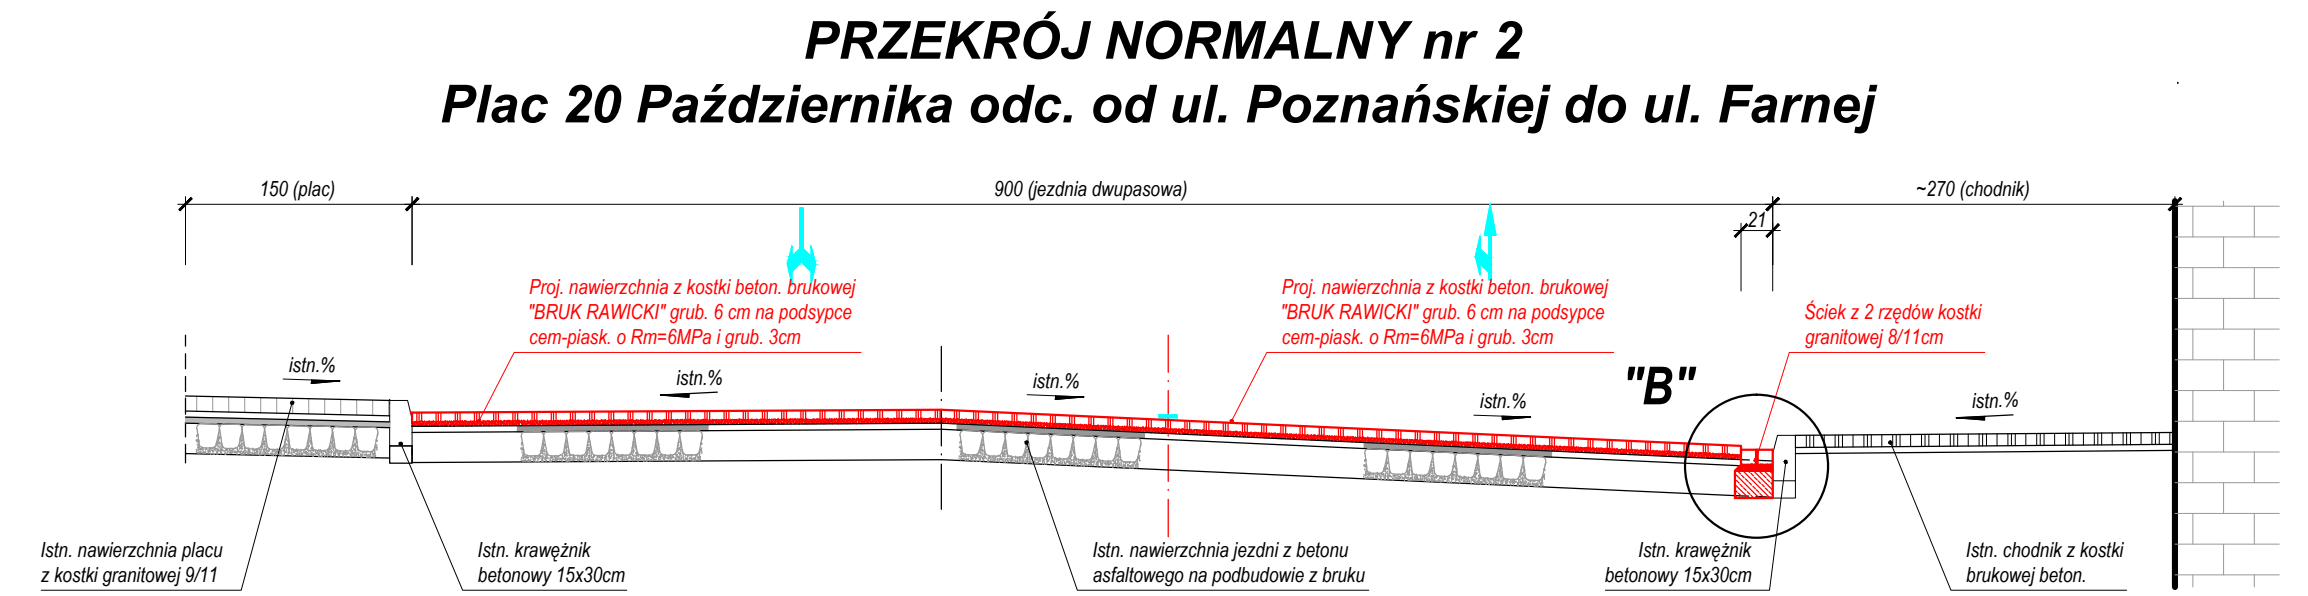 PRZEKRÓJ NORMALNY nr 2
Plac 20 Października odc. od ul. Poznańskiej do ul. Farnej
150 (plac)
900 (jezdnia dwupasowa)
~270 (chodnik)
21
Proj. nawierzchnia z kostki beton. brukowej
"BRUK RAWICKI" grub. 6 cm na podsypce
cem-piask. o Rm=6MPa i grub. 3cm
Proj. nawierzchnia z kostki beton. brukowej
"BRUK RAWICKI" grub. 6 cm na podsypce
cem-piask. o Rm=6MPa i grub. 3cm
Ściek z 2 rzędów kostki
granitowej 8/11cm
istn.%
istn.%
istn.%
istn.%
"B"
istn.%
Istn. nawierzchnia placu
z kostki granitowej 9/11
Istn. krawężnik
betonowy 15x30cm
Istn. nawierzchnia jezdni z betonu
asfaltowego na podbudowie z bruku
Istn. krawężnik
betonowy 15x30cm
Istn. chodnik z kostki
brukowej beton.